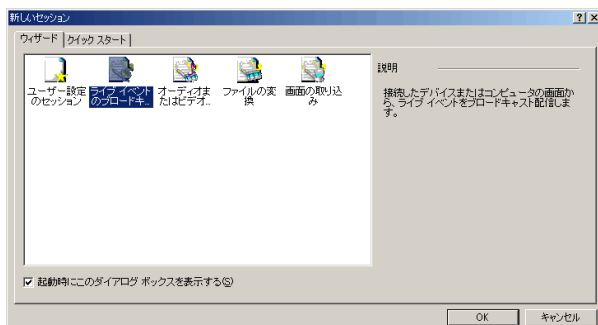 新しいセッション
ウィザード
クイック スタート
ユーザー設定
のセッション
ライブ イベント
のブロードキ...
オーディオま
たはビデオ...
ファイルの変
換
画面の取り込
み
説明
接続したデバイスまたはコンピュータの画面か
ら、ライブ イベントをブロードキャスト配信しま
す。
起動時にこのダイアログ ボックスを表示する(S)
OK
キャンセル